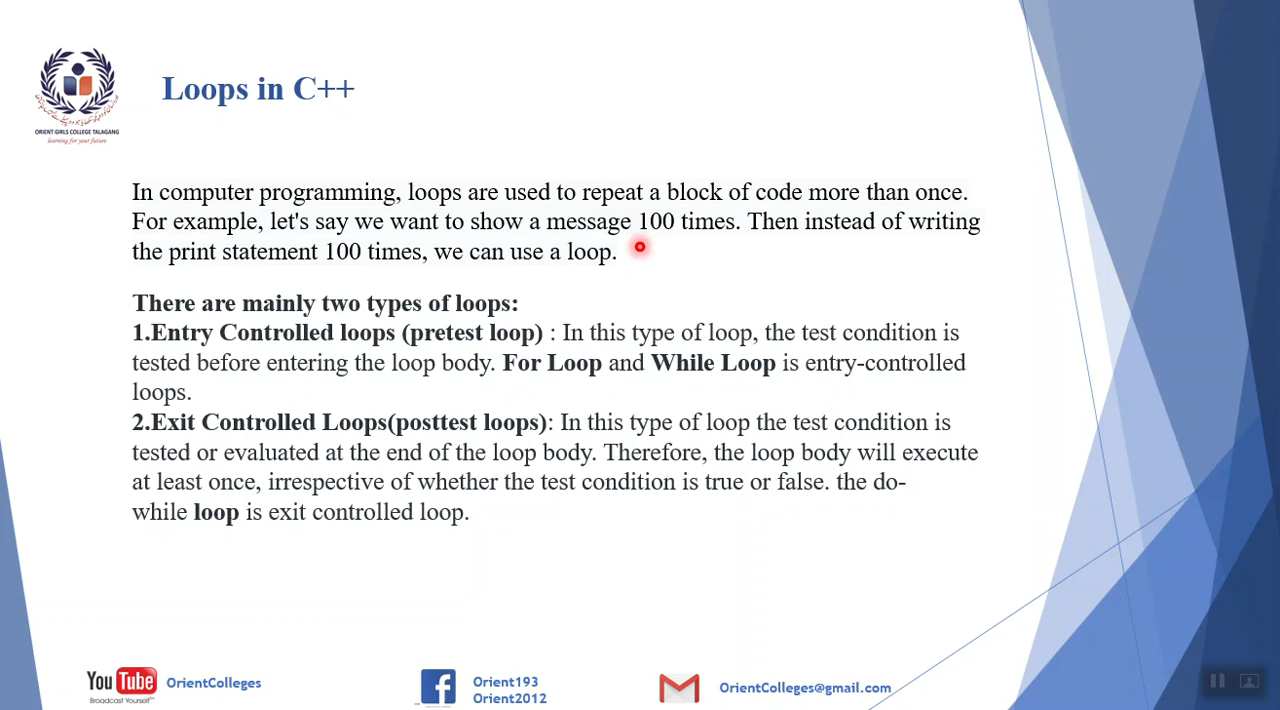 ORIENT GIRLS COLLEGE TALAGANG
learning for your future
Loops in C++
In computer programming, loops are used to repeat a block of code more than once.
For example, let's say we want to show a message 100 times. Then instead of writing
the print statement 100 times, we can use a loop.
There are mainly two types of loops:
1.Entry Controlled loops (pretest loop) : In this type of loop, the test condition is
tested before entering the loop body. For Loop and While Loop is entry-controlled
loops.
2.Exit Controlled Loops(posttest loops): In this type of loop the test condition is
tested or evaluated at the end of the loop body. Therefore, the loop body will execute
at least once, irrespective of whether the test condition is true or false. the do-
while loop is exit controlled loop.
You Tube
Broadcast Yourself
OrientColleges
Orient193
Orient2012
OrientColleges@gmail.com